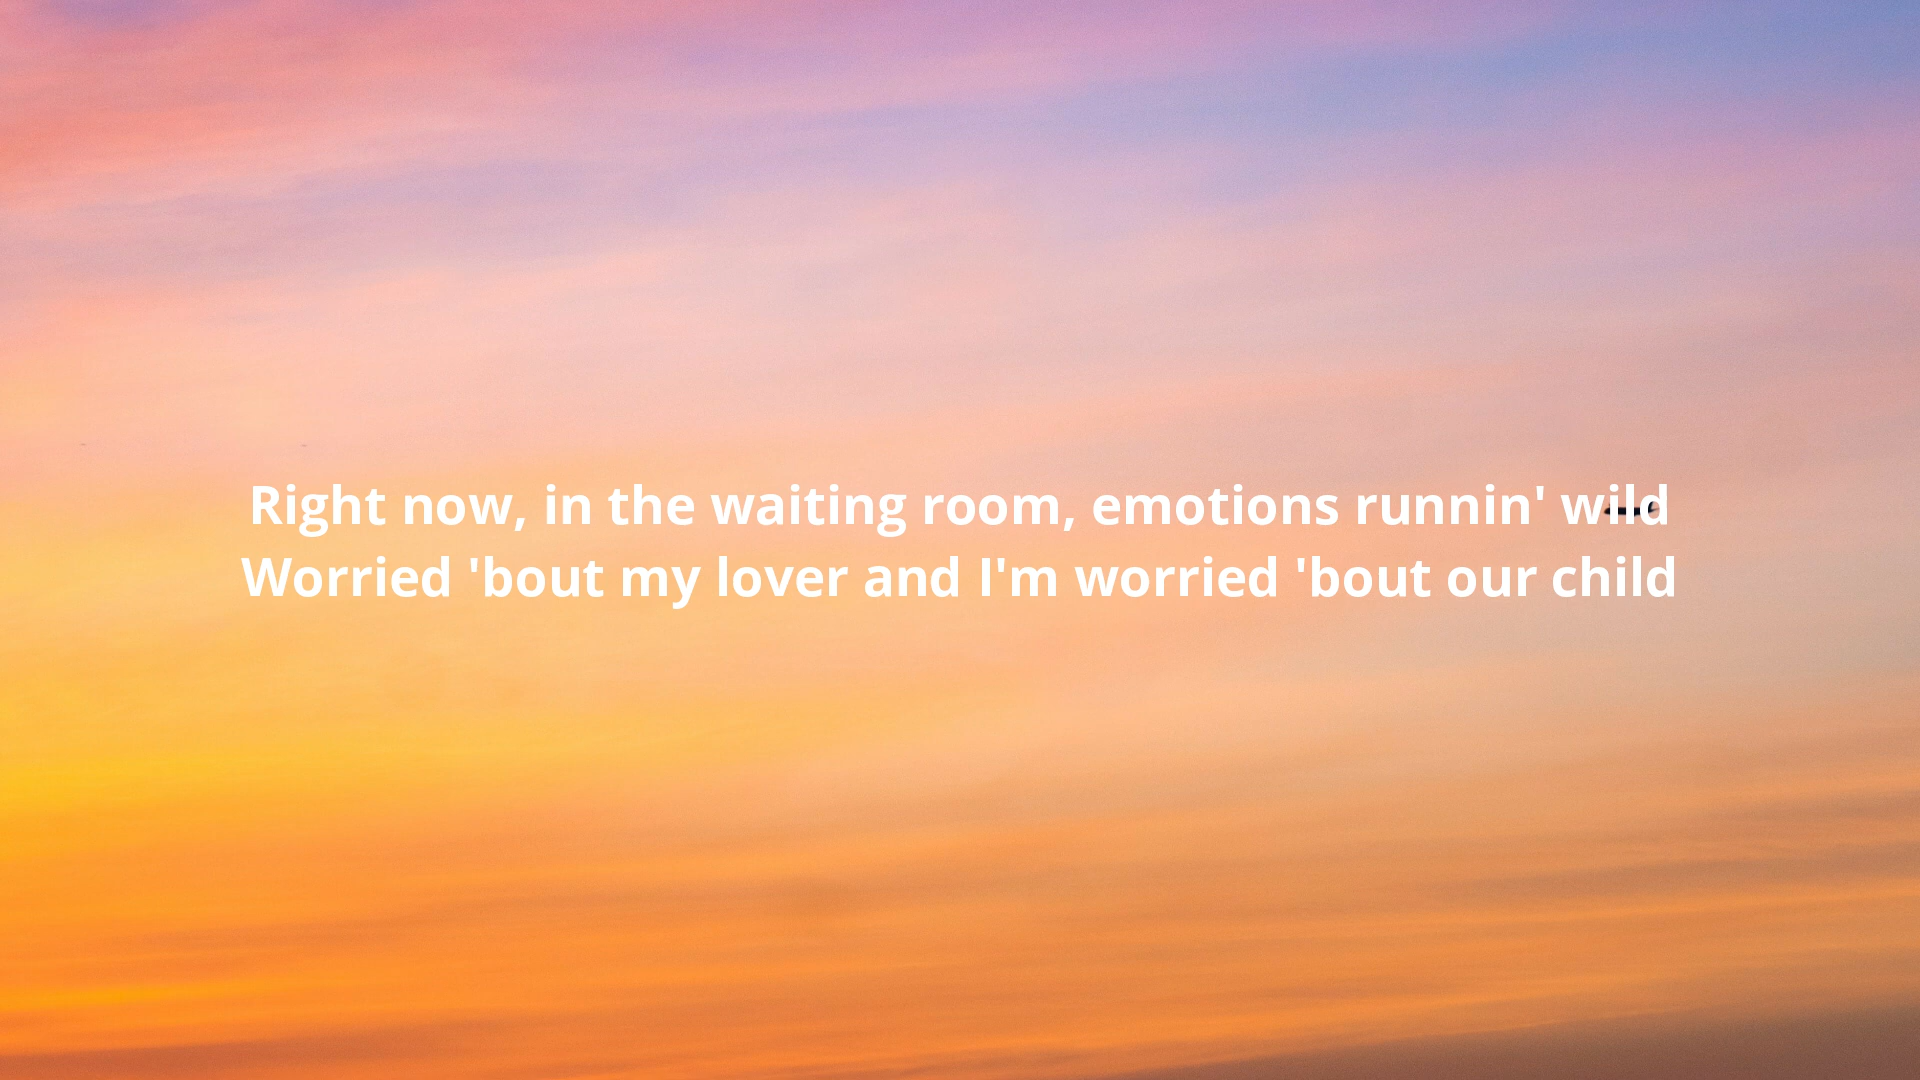 Right now, in the waiting room, emotions runnin' wild
Worried 'bout my lover and I'm worried 'bout our child